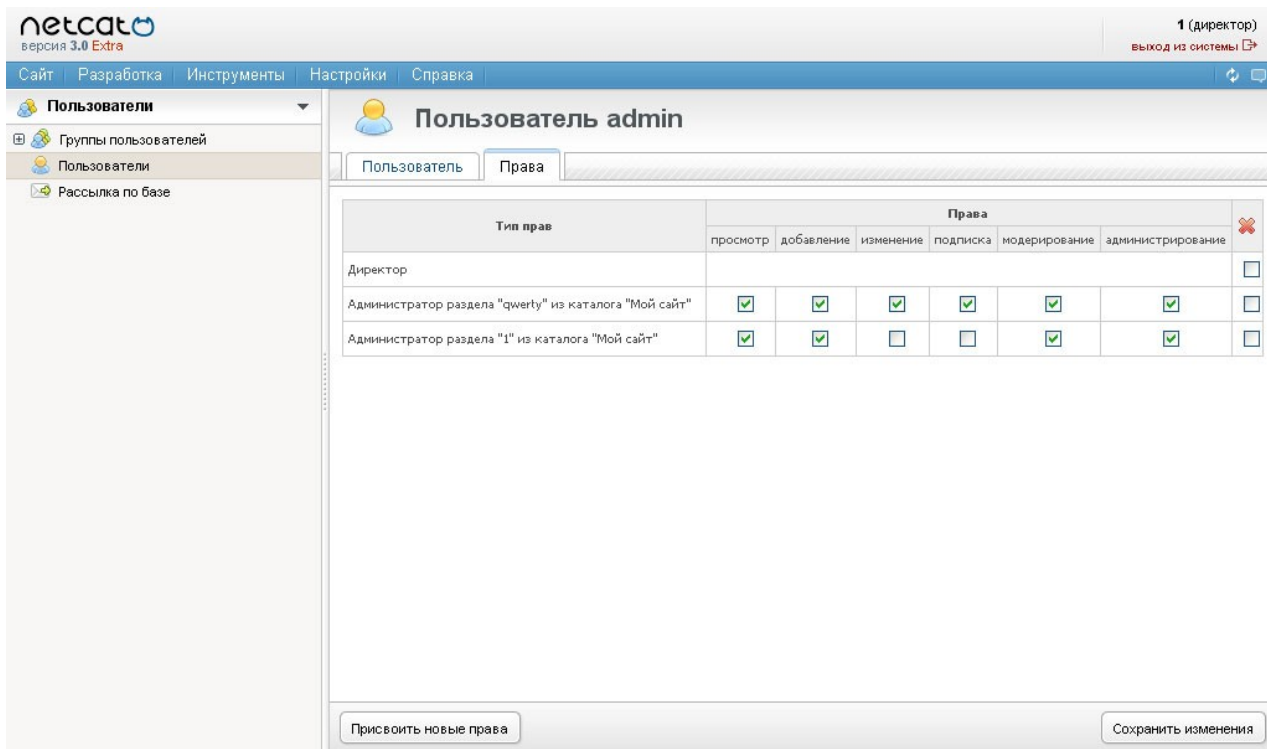 netcat
1 (директор)
версия 3.0 Extra
выход из системы
Сайт Разработка Инструменты Настройки Справка
Пользователи
Группы пользователей
Пользователи
Рассылка по базе
Пользователь admin
Пользователь Права
Тип прав
Права
просмотр добавление изменение подписка модерирование администрирование
Директор
Администратор раздела "qwerty" из каталога "Мой сайт"
Администратор раздела "1" из каталога "Мой сайт"
Присвоить новые права
Сохранить изменения